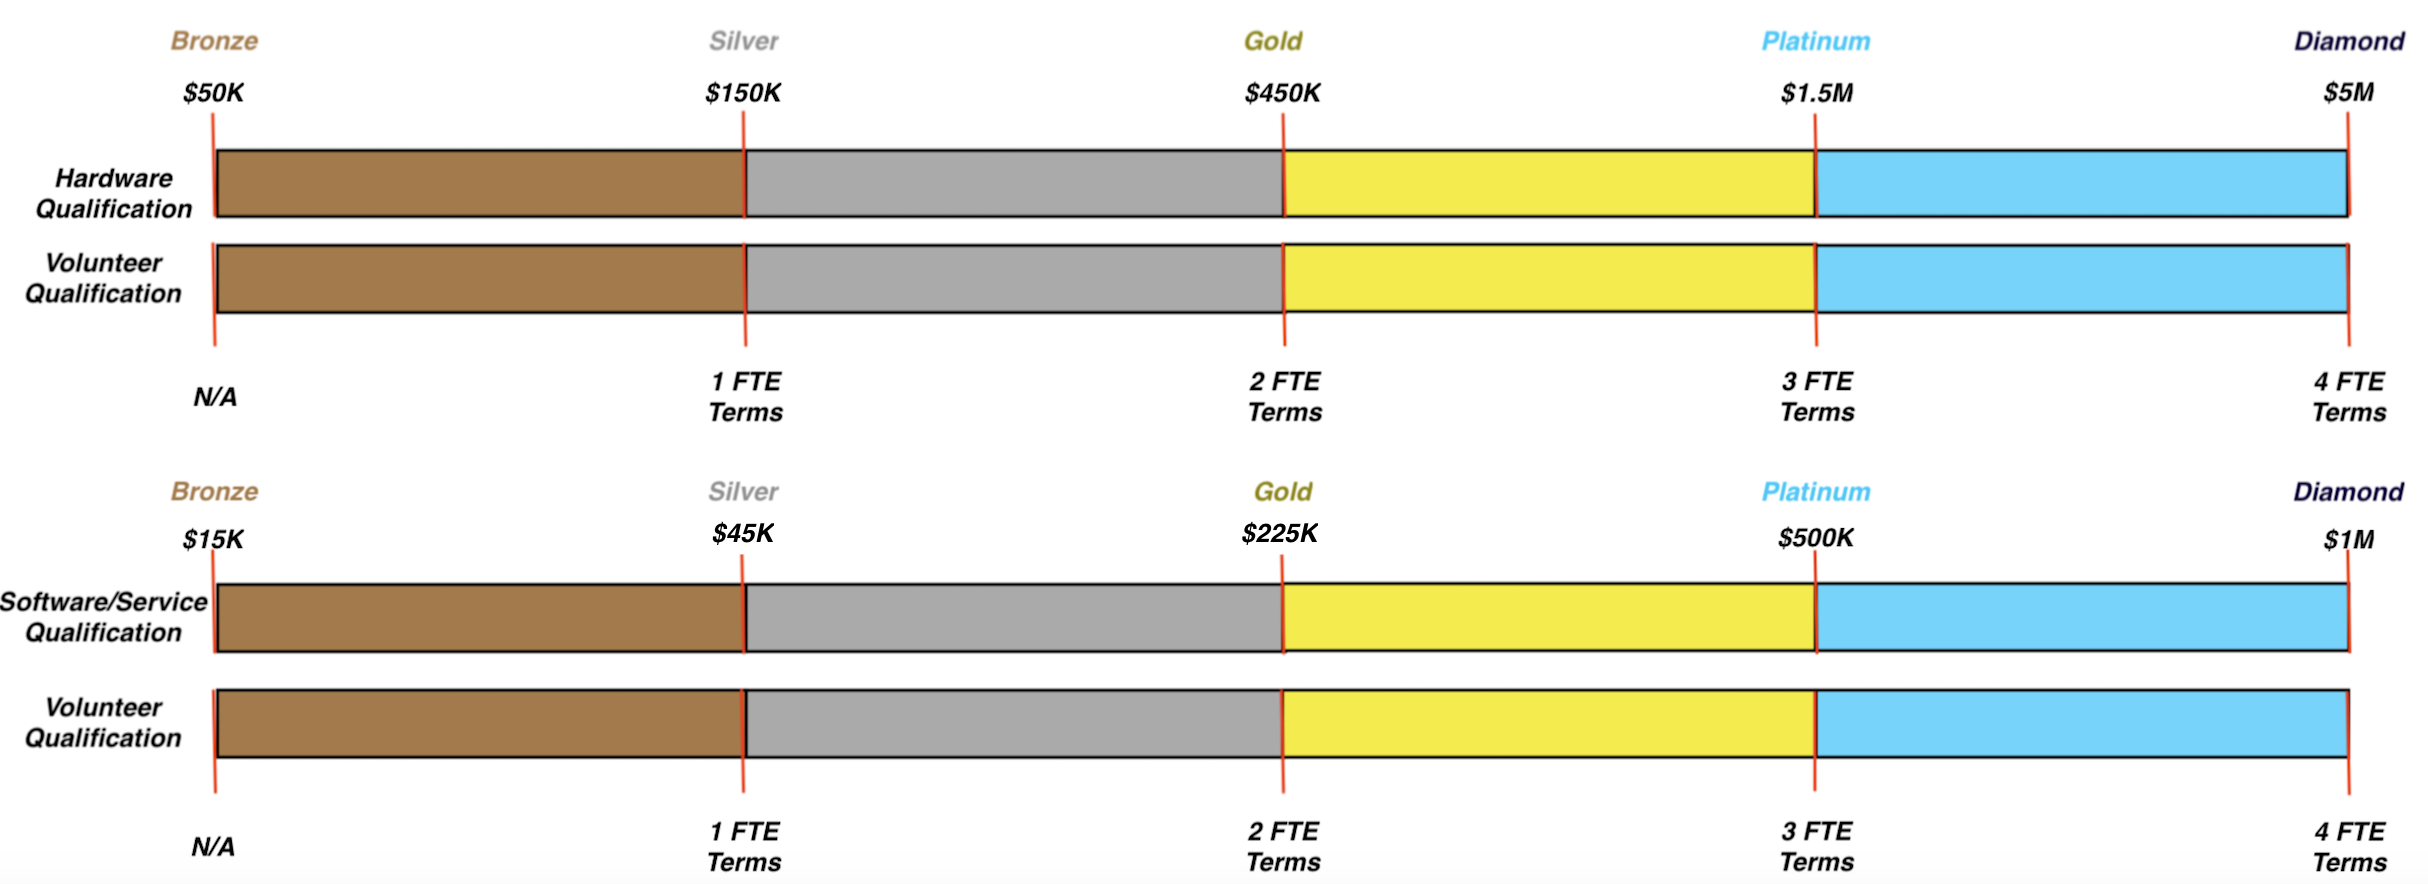 Bronze Silver Gold Platinum Diamond
$50K $150K $450K $1.5M $5M
Hardware
Qualification
Volunteer
Qualification
N/A 1 FTE 2 FTE 3 FTE 4 FTE
Terms Terms Terms Terms
Bronze Silver Gold Platinum Diamond
$15K $45K $225K $500K $1M
Software/Service
Qualification
Volunteer
Qualification
N/A 1 FTE 2 FTE 3 FTE 4 FTE
Terms Terms Terms Terms